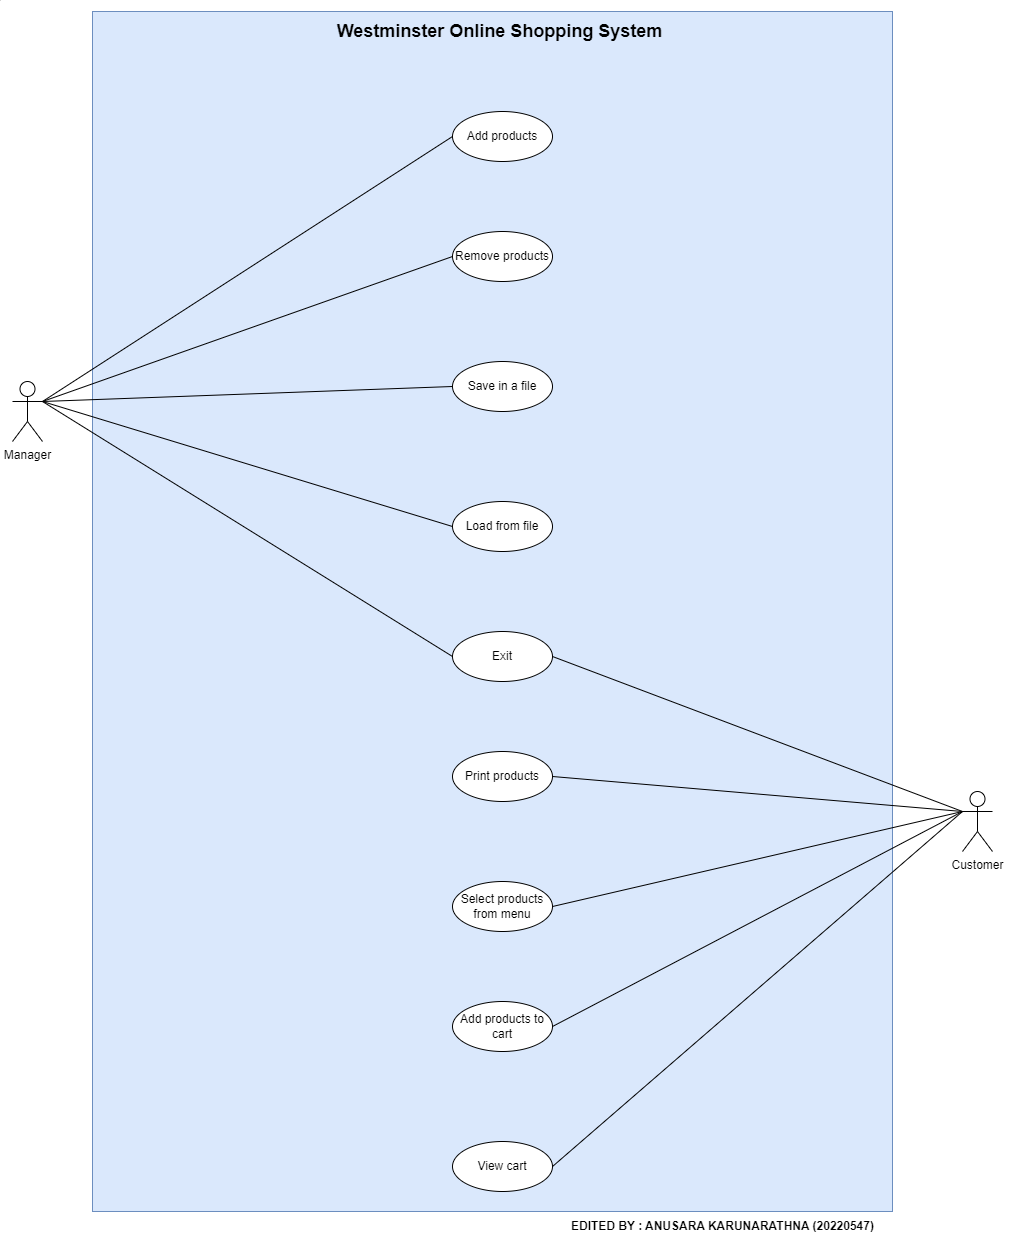 Westminster Online Shopping System
Add products
Remove products
Save in a file
Manager
Load from file
Exit
Print products
Customer
Select products
from menu
Add products to
cart
View cart
EDITED BY : ANUSARA KARUNARATHNA (20220547)